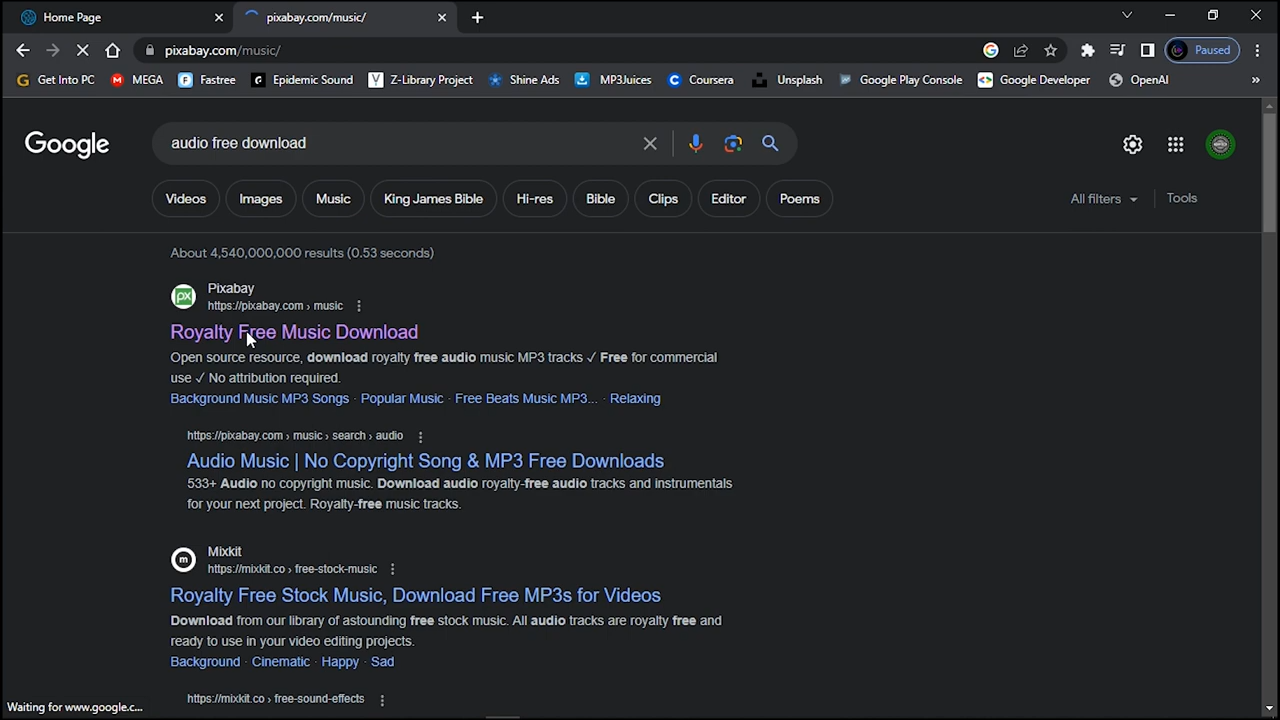 Home Page
pixabay.com/music/
pixabay.com/music/
Paused
Get Into PC MEGA Fastree Epidemic Sound Z-Library Project Shine Ads MP3Juices Coursera Unsplash Google Play Console Google Developer OpenAI »
Google audio free download
Videos Images Music King James Bible Hi-res Bible Clips Editor Poems All filters Tools
About 4,540,000,000 results (0.53 seconds)
px Pixabay
https://pixabay.com › music
Royalty Free Music Download
Open source resource, download royalty free audio music MP3 tracks ✓ Free for commercial
use ✓ No attribution required.
Background Music MP3 Songs · Popular Music · Free Beats Music MP3... · Relaxing
https://pixabay.com › music › search › audio
Audio Music | No Copyright Song & MP3 Free Downloads
533+ Audio no copyright music. Download audio royalty-free audio tracks and instrumentals
for your next project. Royalty-free music tracks.
m Mixkit
https://mixkit.co › free-stock-music
Royalty Free Stock Music, Download Free MP3s for Videos
Download from our library of astounding free stock music. All audio tracks are royalty free and
ready to use in your video editing projects.
Background · Cinematic · Happy · Sad
https://mixkit.co › free-sound-effects
Waiting for www.google.c...